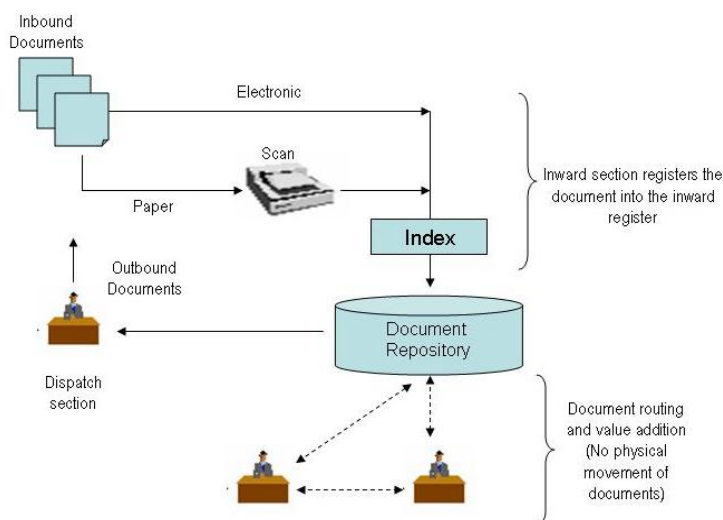 Inbound
Documents
Electronic
Scan
Paper
Inward section registers the
document into the inward
register
Index
Outbound
Documents
Document
Repository
Dispatch
section
Document routing
and value addition
(No physical
movement of
documents)